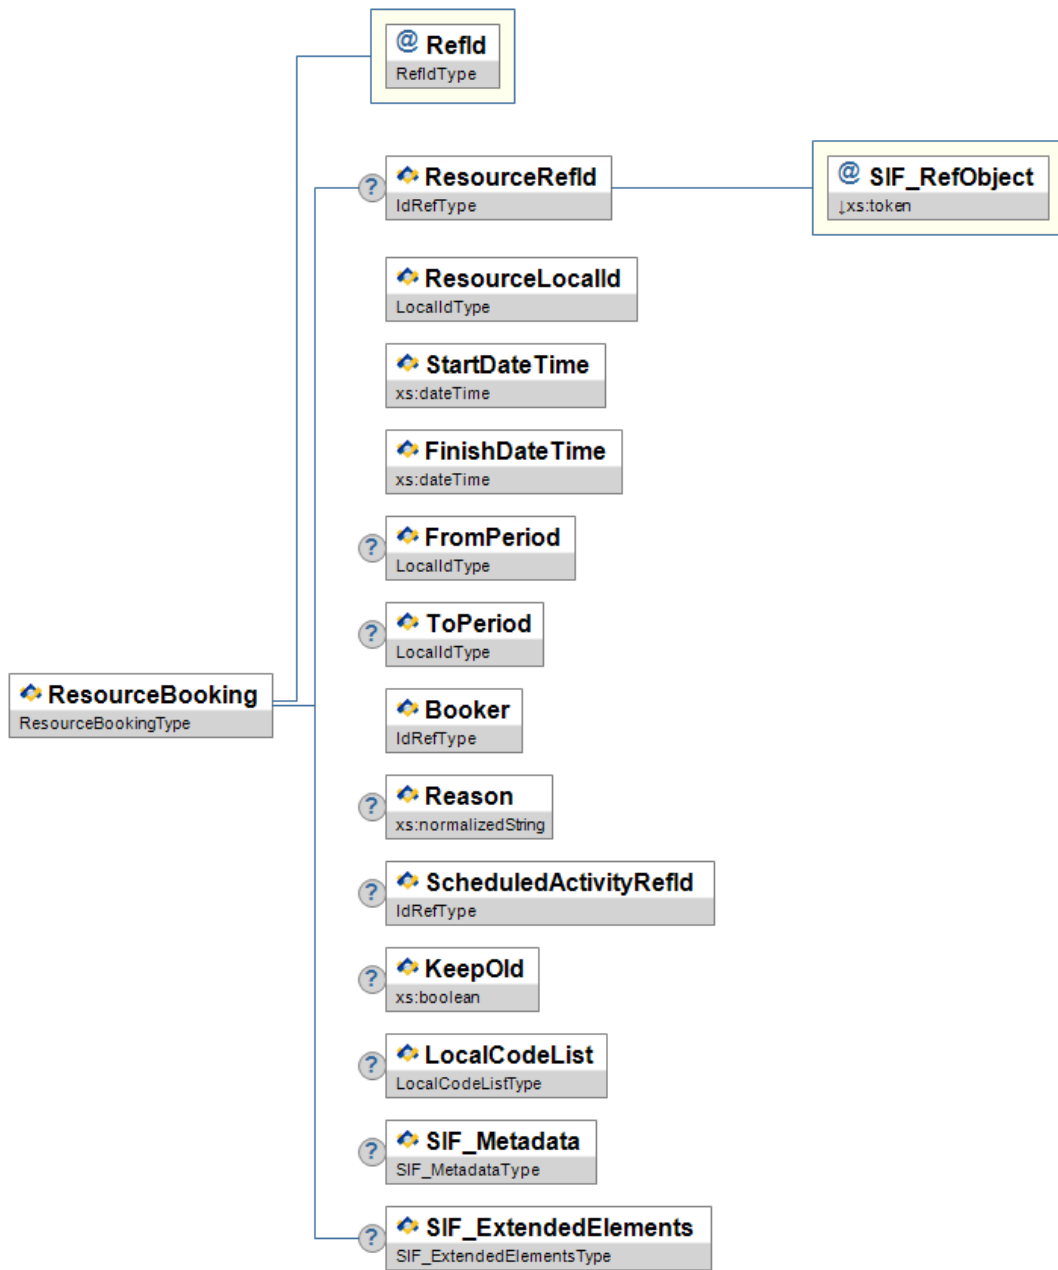 @ RefId
RefIdType
? ResourceRefId
IdRefType
@ SIF_RefObject
↓xs:token
ResourceLocalId
LocalIdType
StartDateTime
xs:dateTime
FinishDateTime
xs:dateTime
? FromPeriod
LocalIdType
? ToPeriod
LocalIdType
ResourceBooking
ResourceBookingType
Booker
IdRefType
? Reason
xs:normalizedString
? ScheduledActivityRefId
IdRefType
? KeepOld
xs:boolean
? LocalCodeList
LocalCodeListType
? SIF_Metadata
SIF_MetadataType
? SIF_ExtendedElements
SIF_ExtendedElementsType